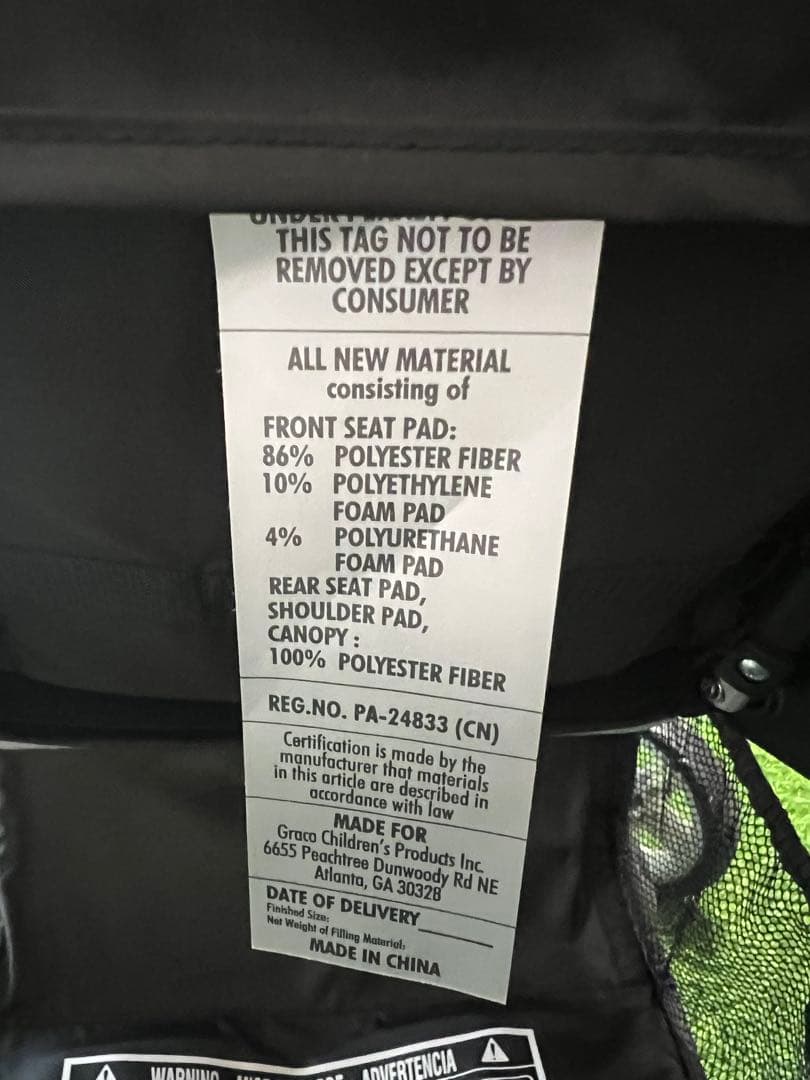 THIS TAG NOT TO BE
REMOVED EXCEPT BY
CONSUMER
ALL NEW MATERIAL
consisting of
FRONT SEAT PAD:
86% POLYESTER FIBER
10% POLYETHYLENE
FOAM PAD
4% POLYURETHANE
FOAM PAD
REAR SEAT PAD,
SHOULDER PAD,
CANOPY :
100% POLYESTER FIBER
REG.NO. PA-24833 (CN)
Certification is made by the
manufacturer that materials
in this article are described in
accordance with law
MADE FOR
Graco Children's Products Inc.
6655 Peachtree Dunwoody Rd NE
Atlanta, GA 30328
DATE OF DELIVERY
Finished Size:
Net Weight of Filling Material:
MADE IN CHINA
WARNING ADVERTENCIA